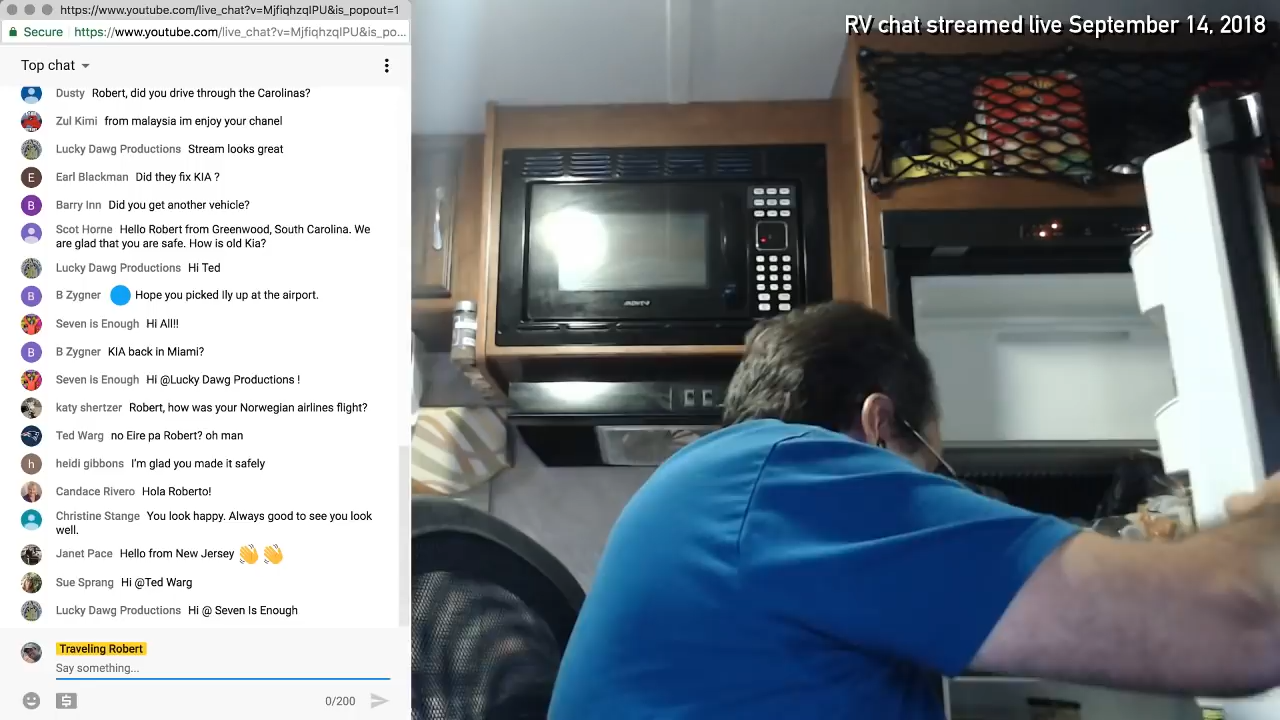 https://www.youtube.com/live_chat?v=MjfiqhzqlPU&is_popout=1
RV chat streamed live September 14, 2018
Secure https://www.youtube.com/live_chat?v=MjfiqhzqlPU&is_po...
Top chat
Dusty Robert, did you drive through the Carolinas?
Zul Kimi from malaysia im enjoy your chanel
Lucky Dawg Productions Stream looks great
E Earl Blackman Did they fix KIA ?
B Barry Inn Did you get another vehicle?
Scot Horne Hello Robert from Greenwood, South Carolina. We
are glad that you are safe. How is old Kia?
Lucky Dawg Productions Hi Ted
B B Zygner Hope you picked Ily up at the airport.
Seven is Enough Hi All!!
B B Zygner KIA back in Miami?
Seven is Enough Hi @Lucky Dawg Productions !
katy shertzer Robert, how was your Norwegian airlines flight?
Ted Warg no Eire pa Robert? oh man
h heidi gibbons I'm glad you made it safely
Candace Rivero Hola Roberto!
Christine Stange You look happy. Always good to see you look
well.
Janet Pace Hello from New Jersey 👋 👋
Sue Sprang Hi @Ted Warg
Lucky Dawg Productions Hi @ Seven Is Enough
Traveling Robert
Say something...
0/200